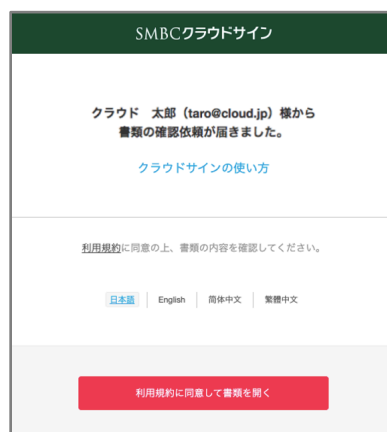 SMBCクラウドサイン
クラウド　太郎（taro@cloud.jp）様から
書類の確認依頼が届きました。
クラウドサインの使い方
利用規約に同意の上、書類の内容を確認してください。
日本語 English 简体中文 繁體中文
利用規約に同意して書類を開く